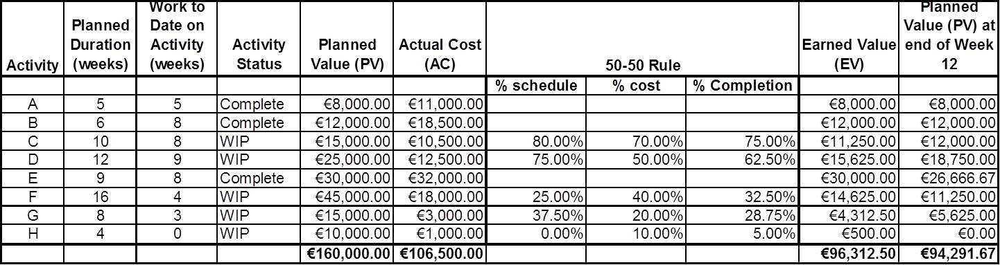 Activity Planned Duration (weeks) Work to Date on Activity (weeks) Activity Status Planned Value (PV) Actual Cost (AC) 50-50 Rule Earned Value (EV) Planned Value (PV) at end of Week 12
% schedule % cost % Completion
A 5 5 Complete €8,000.00 €11,000.00 €8,000.00 €8,000.00
B 6 8 Complete €12,000.00 €18,500.00 €12,000.00 €12,000.00
C 10 8 WIP €15,000.00 €10,500.00 80.00% 70.00% 75.00% €11,250.00 €12,000.00
D 12 9 WIP €25,000.00 €12,500.00 75.00% 50.00% 62.50% €15,625.00 €18,750.00
E 9 8 Complete €30,000.00 €32,000.00 €30,000.00 €26,666.67
F 16 4 WIP €45,000.00 €18,000.00 25.00% 40.00% 32.50% €14,625.00 €11,250.00
G 8 3 WIP €15,000.00 €3,000.00 37.50% 20.00% 28.75% €4,312.50 €5,625.00
H 4 0 WIP €10,000.00 €1,000.00 0.00% 10.00% 5.00% €500.00 €0.00
€160,000.00 €106,500.00 €96,312.50 €94,291.67